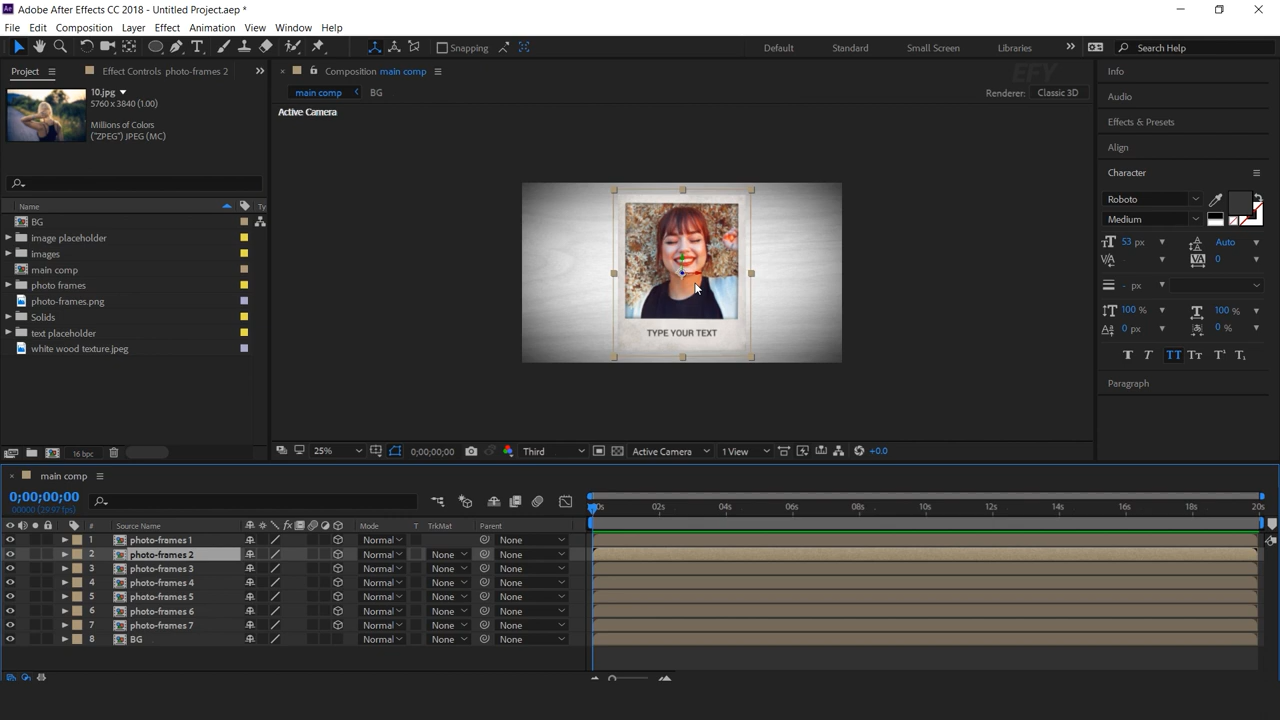 Adobe After Effects CC 2018 - Untitled Project.aep *
File Edit Composition Layer Effect Animation View Window Help
Snapping
Default Standard Small Screen Libraries Search Help
Project Effect Controls photo-frames 2
Composition main comp
EFY
main comp BG
Renderer: Classic 3D
Active Camera
10.jpg
5760 x 3840 (1.00)
Millions of Colors
("ZPEG") JPEG (MC)
Name Ty
BG
image placeholder
images
main comp
photo frames
photo-frames.png
Solids
text placeholder
white wood texture.jpeg
16 bpc
TYPE YOUR TEXT
25% 0;00;00;00 Third Active Camera 1 View +0.0
Info
Audio
Effects & Presets
Align
Character
Roboto
Medium
53 px Auto
0
- px
100 % 100 %
0 px 0 %
Paragraph
main comp
0;00;00;00
00000 (29.97 fps)
# Source Name Mode T TrkMat Parent
02s 04s 06s 08s 10s 12s 14s 16s 18s 20s
1 photo-frames 1 Normal None
2 photo-frames 2 Normal None None
3 photo-frames 3 Normal None None
4 photo-frames 4 Normal None None
5 photo-frames 5 Normal None None
6 photo-frames 6 Normal None None
7 photo-frames 7 Normal None None
8 BG Normal None None